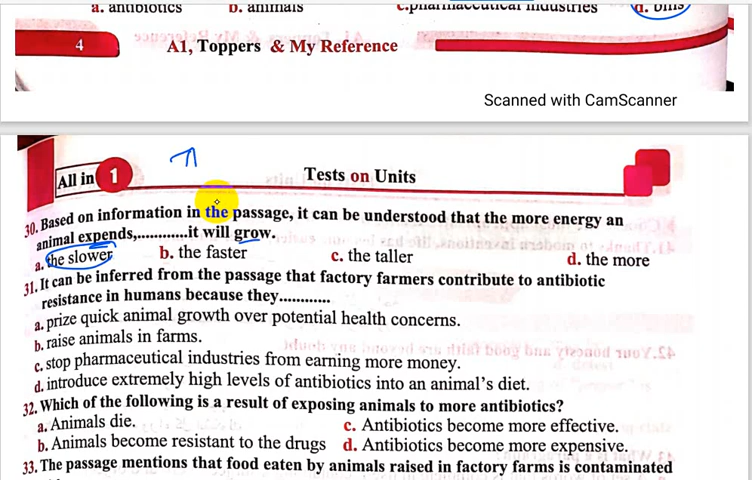 a. antibiotics b. animals c.pharmaceutical industries d. bills
4 A1, Toppers & My Reference
Scanned with CamScanner
All in 1 Tests on Units
30. Based on information in the passage, it can be understood that the more energy an
animal expends,............it will grow.
a. the slower b. the faster c. the taller d. the more
31. It can be inferred from the passage that factory farmers contribute to antibiotic
resistance in humans because they............
a. prize quick animal growth over potential health concerns.
b. raise animals in farms.
c. stop pharmaceutical industries from earning more money.
d. introduce extremely high levels of antibiotics into an animal's diet.
32. Which of the following is a result of exposing animals to more antibiotics?
a. Animals die. c. Antibiotics become more effective.
b. Animals become resistant to the drugs d. Antibiotics become more expensive.
33. The passage mentions that food eaten by animals raised in factory farms is contaminated